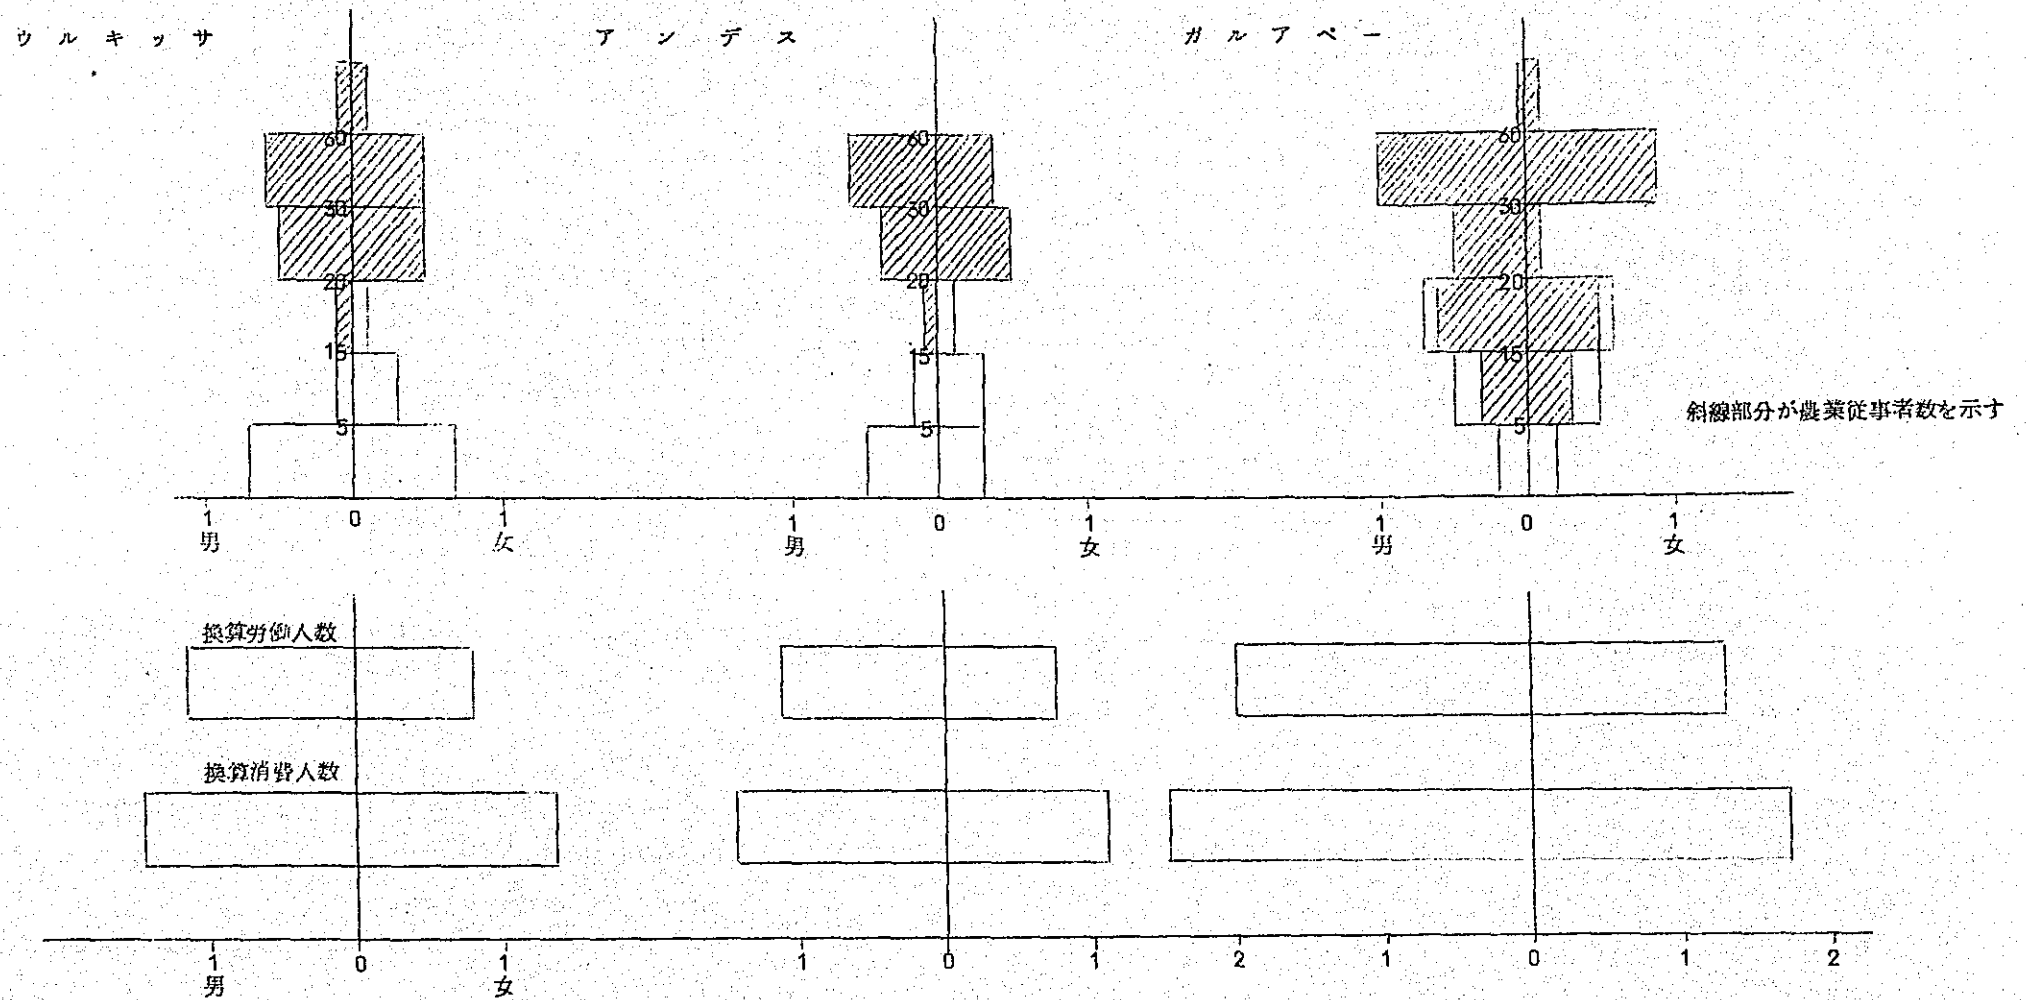 ウルキッサ アンデス ガルアペー
60 60 60
30 30 30
20 20 20
15 15 15
斜線部分が農業従事者数を示す
5 5 5
1 0 1 1 0 1 1 0 1
男 女 男 女 男 女
換算労働人数
換算消費人数
1 0 1 1 0 1 2 1 0 1 2
男 女